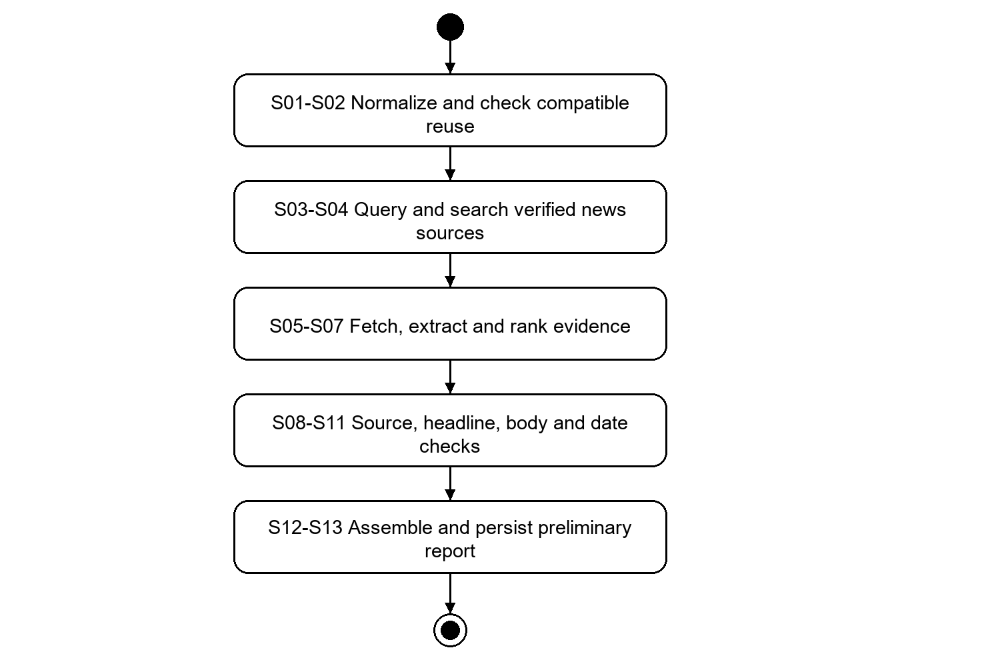 S01-S02 Normalize and check compatible
reuse
S03-S04 Query and search verified news
sources
S05-S07 Fetch, extract and rank evidence
S08-S11 Source, headline, body and date
checks
S12-S13 Assemble and persist preliminary
report